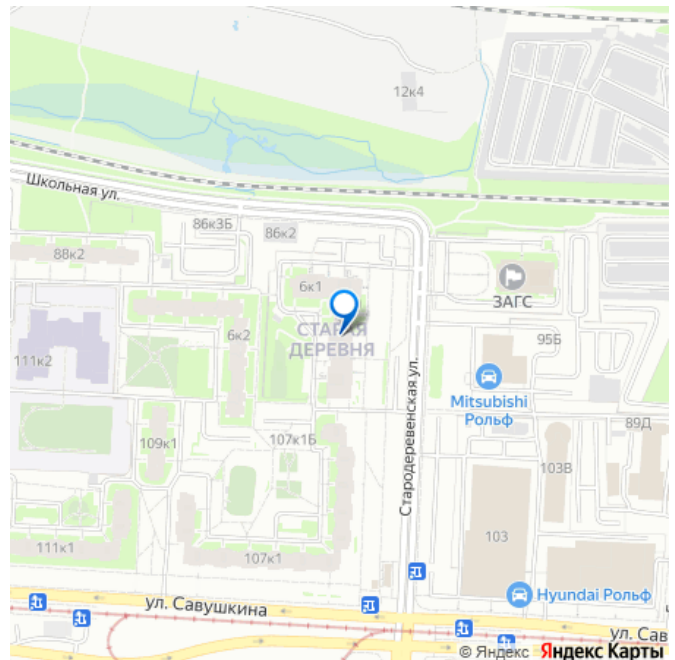 12к4
Школьная ул.
86к3Б
86к2
88к2
6к1
ЗАГС
СТАРАЯ
ДЕРЕВНЯ
6к2
95Б
111к2
Mitsubishi
Рольф
Стародеревенская ул.
89Д
109к1
107к1Б
103В
103
111к1
107к1
Hyundai Рольф
ул. Савушкина
ул. Сав
© Яндекс Яндекс Карты